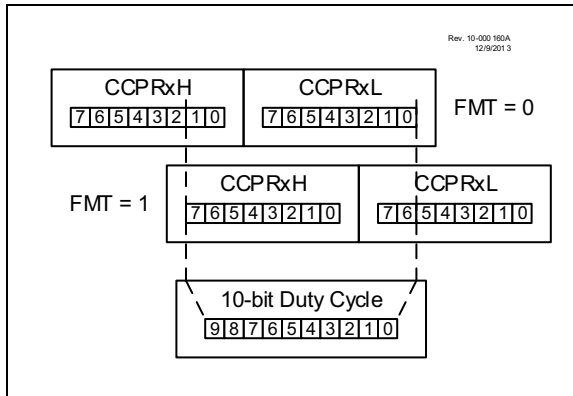 Rev. 10-000 160A
12/9/201 3
CCPRxH CCPRxL
7 6 5 4 3 2 1 0 7 6 5 4 3 2 1 0 FMT = 0
CCPRxH CCPRxL
FMT = 1 7 6 5 4 3 2 1 0 7 6 5 4 3 2 1 0
10-bit Duty Cycle
9 8 7 6 5 4 3 2 1 0